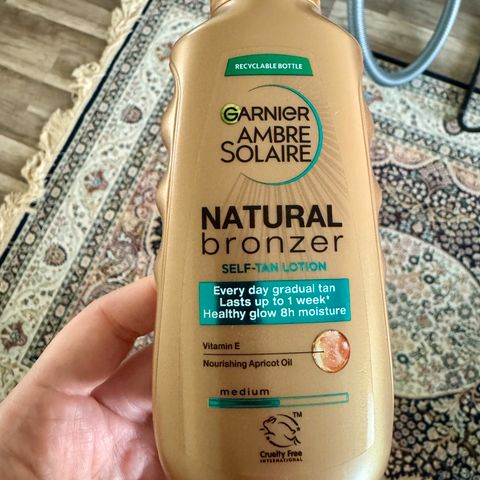 RECYCLABLE BOTTLE
GARNIER
AMBRE
SOLAIRE
NATURAL
bronzer
SELF-TAN LOTION
Every day gradual tan
Lasts up to 1 week*
Healthy glow 8h moisture
Vitamin E
Nourishing Apricot Oil
medium
TM
Cruelty Free
INTERNATIONAL